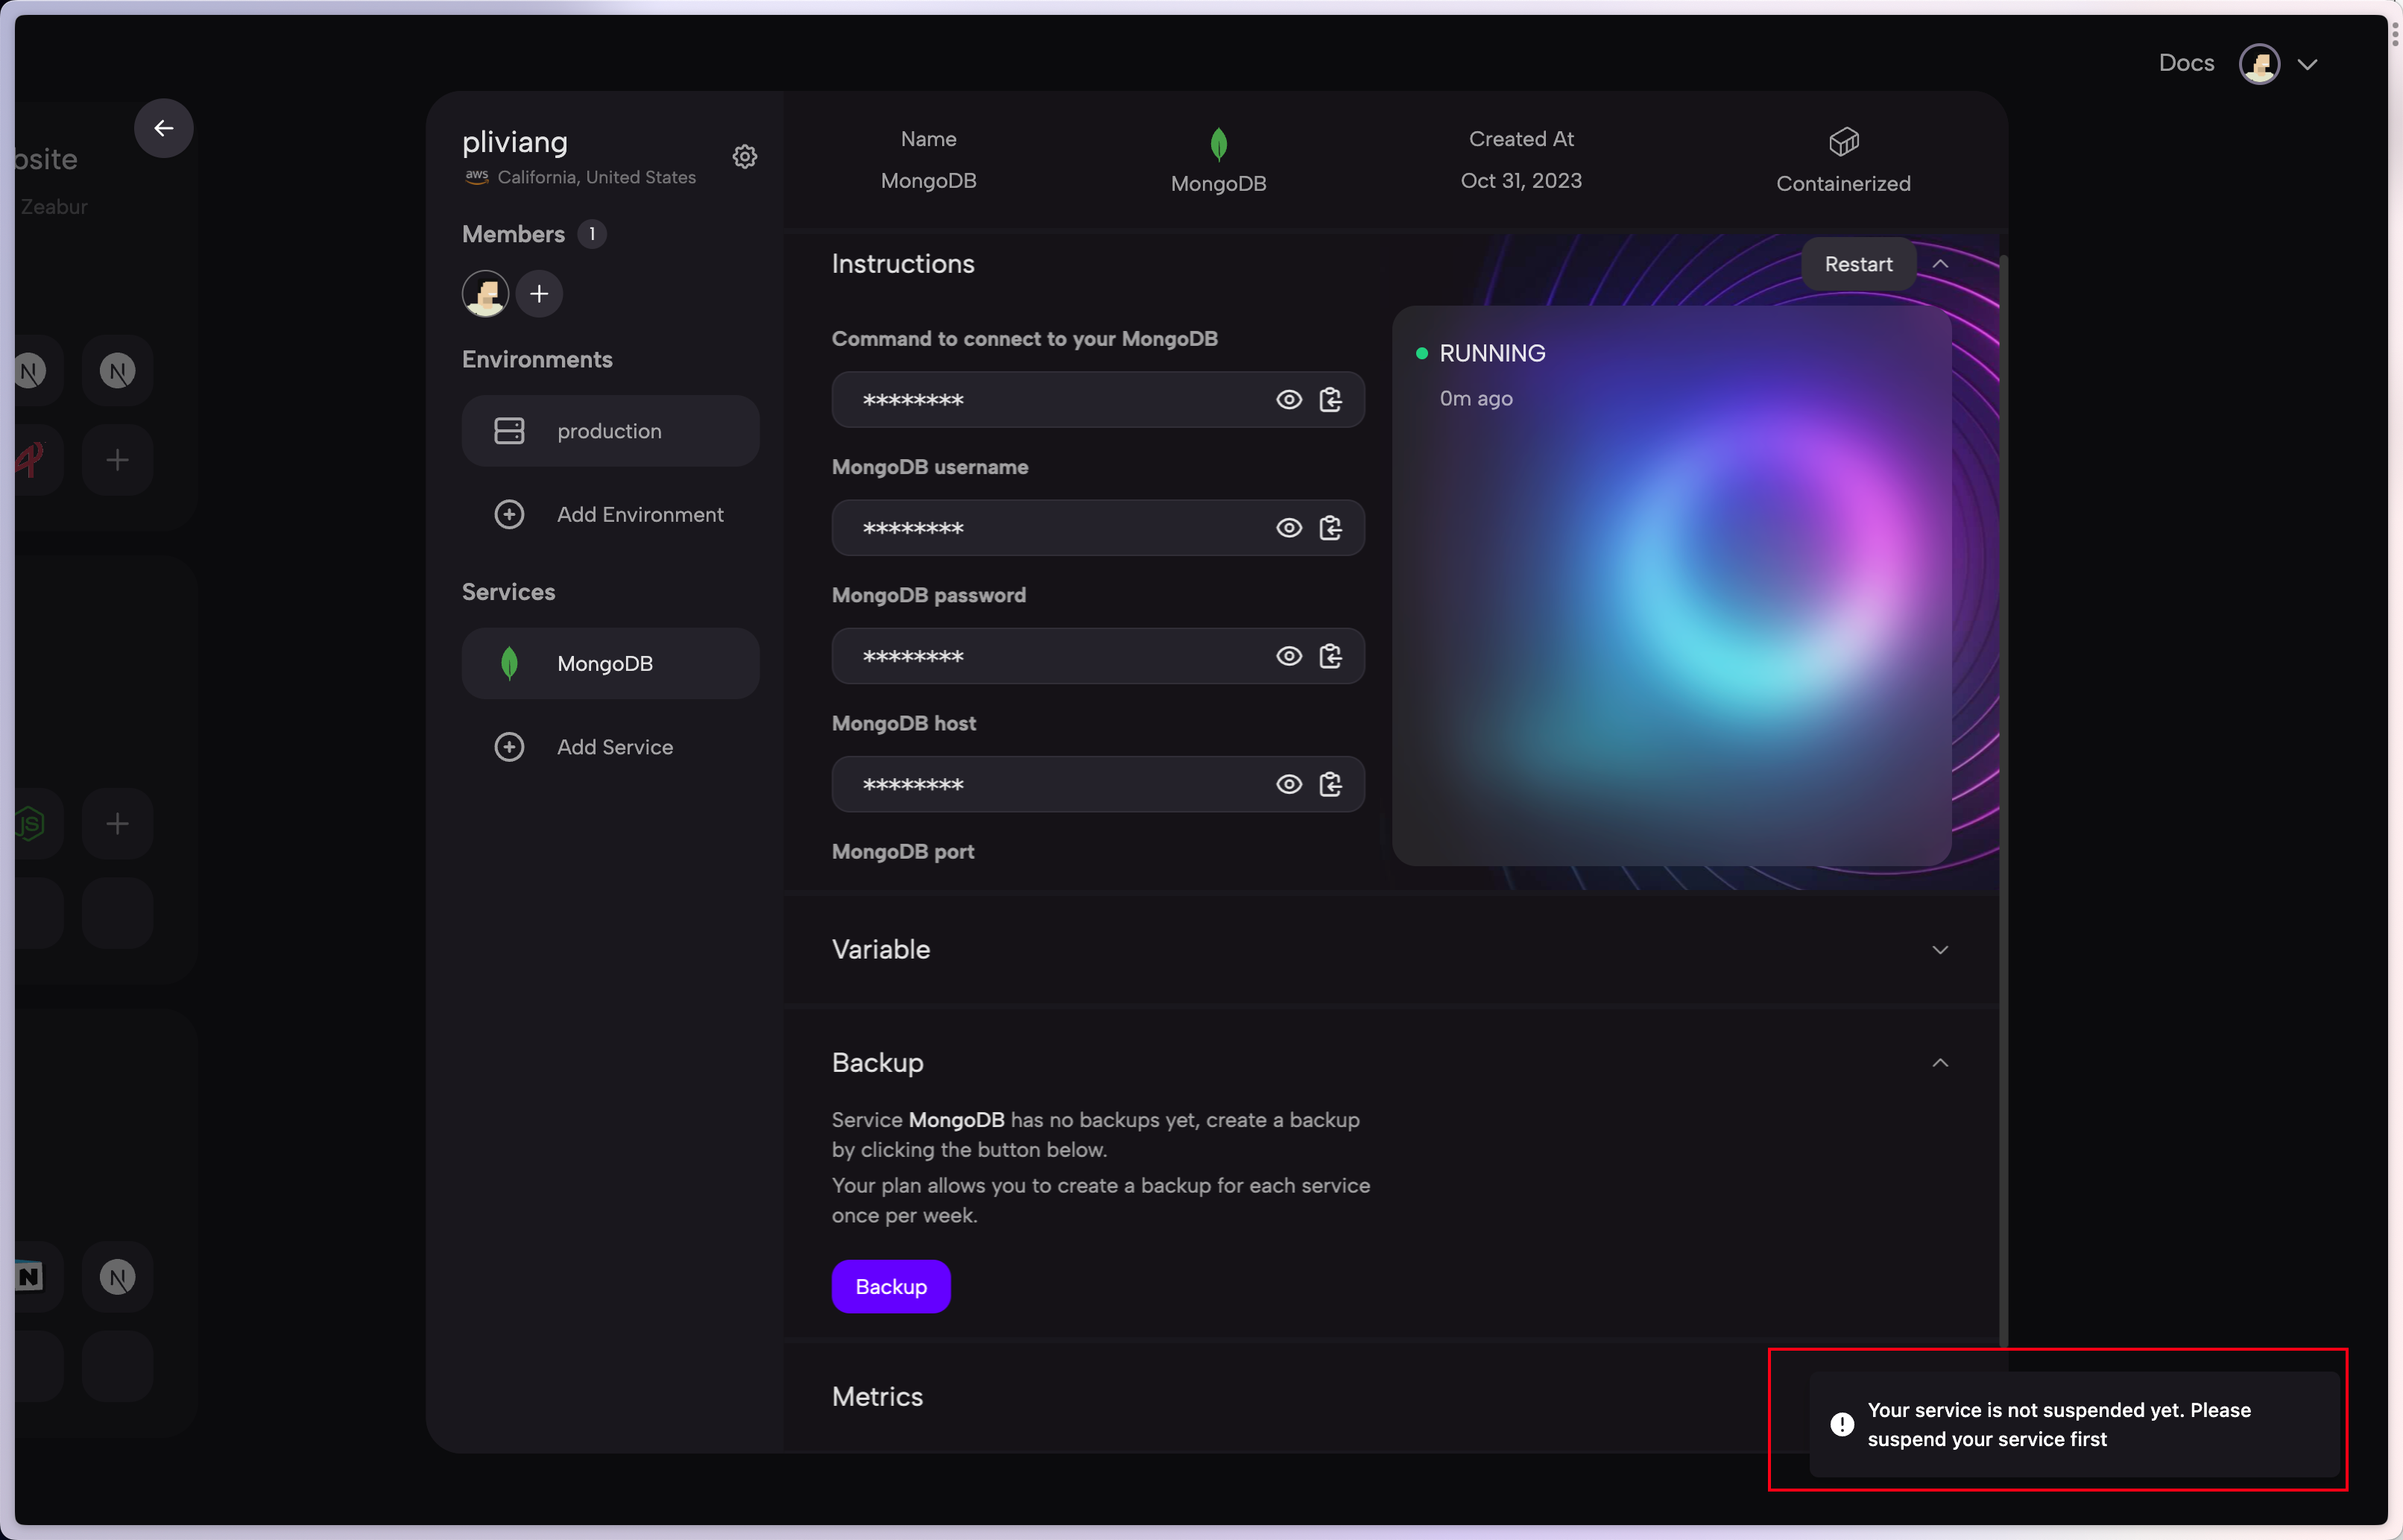 Docs
bsite
Zeabur
pliviang
aws California, United States
Members 1
Environments
production
Add Environment
Services
MongoDB
Add Service
Name
MongoDB
MongoDB
Created At
Oct 31, 2023
Containerized
Instructions
Restart
Command to connect to your MongoDB
********
MongoDB username
********
MongoDB password
********
MongoDB host
********
MongoDB port
RUNNING
0m ago
Variable
Backup
Service MongoDB has no backups yet, create a backup
by clicking the button below.
Your plan allows you to create a backup for each service
once per week.
Backup
Metrics
Your service is not suspended yet. Please
suspend your service first